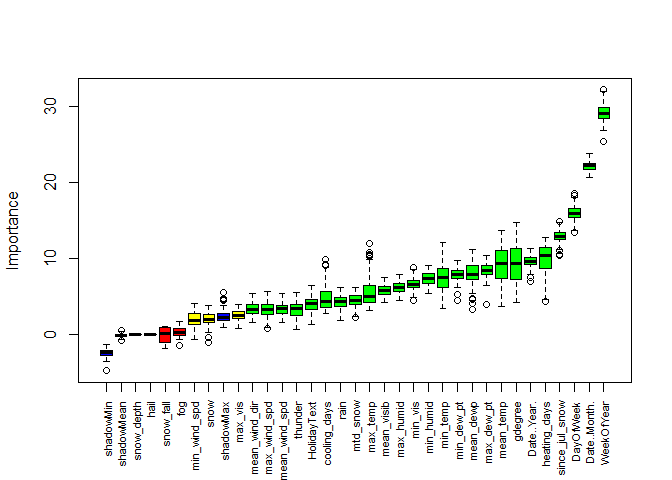 Importance
30
20
10
0
shadowMin
shadowMean
snow_depth
hail
snow_fall
fog
min_wind_spd
snow
shadowMax
max_vis
mean_wind_dir
max_wind_spd
mean_wind_spd
thunder
HolidayText
cooling_days
rain
mtd_snow
max_temp
mean_visib
max_humid
min_vis
min_humid
min_temp
min_dew_pt
mean_dewp
max_dew_pt
mean_temp
gdegree
Date..Year.
heating_days
since_jul_snow
DayOfWeek
Date..Month.
WeekOfYear